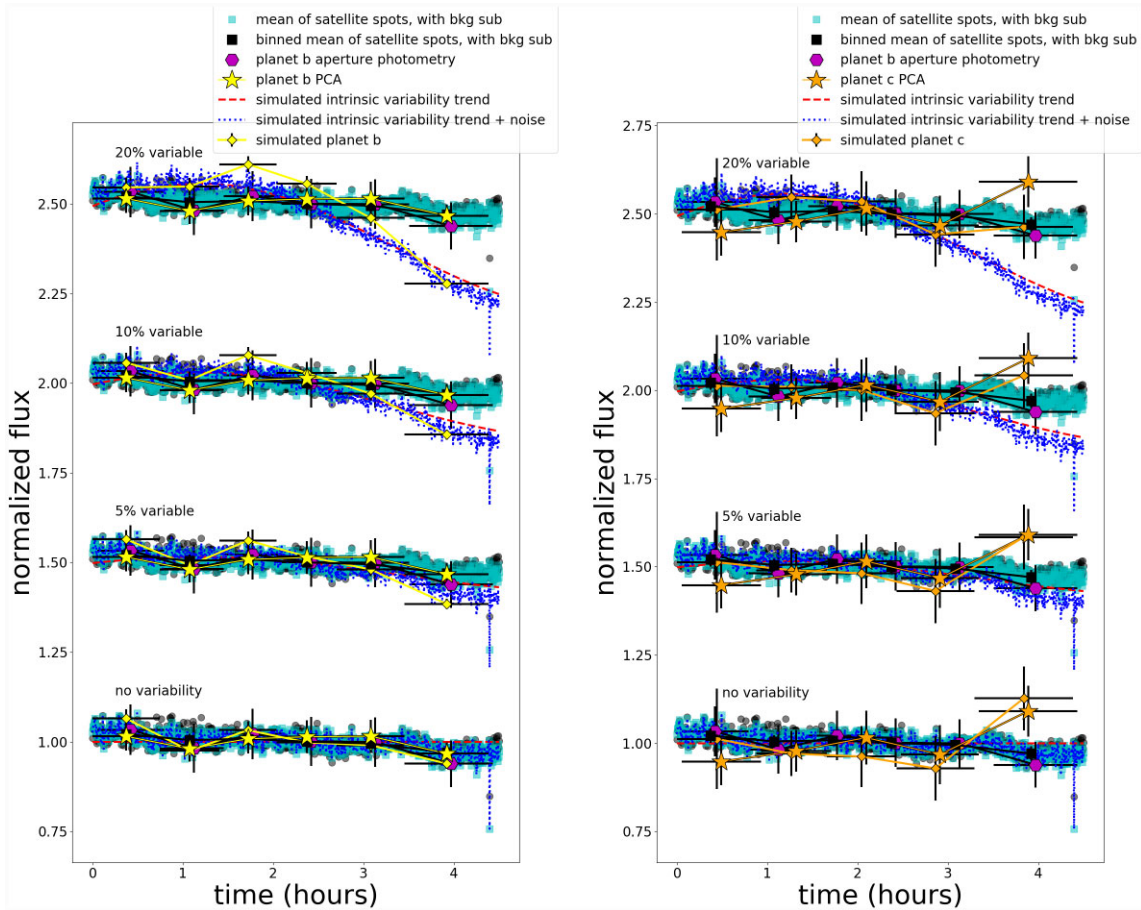 mean of satellite spots, with bkg sub
binned mean of satellite spots, with bkg sub
planet b aperture photometry
planet b PCA
simulated intrinsic variability trend
simulated intrinsic variability trend + noise
simulated planet b
20% variable
10% variable
5% variable
no variability
2.50
2.25
2.00
1.75
1.50
1.25
1.00
0.75
normalized flux
0 1 2 3 4
time (hours)
mean of satellite spots, with bkg sub
binned mean of satellite spots, with bkg sub
planet b aperture photometry
planet c PCA
simulated intrinsic variability trend
simulated intrinsic variability trend + noise
simulated planet c
20% variable
10% variable
5% variable
no variability
2.75
2.50
2.25
2.00
1.75
1.50
1.25
1.00
0.75
normalized flux
0 1 2 3 4
time (hours)